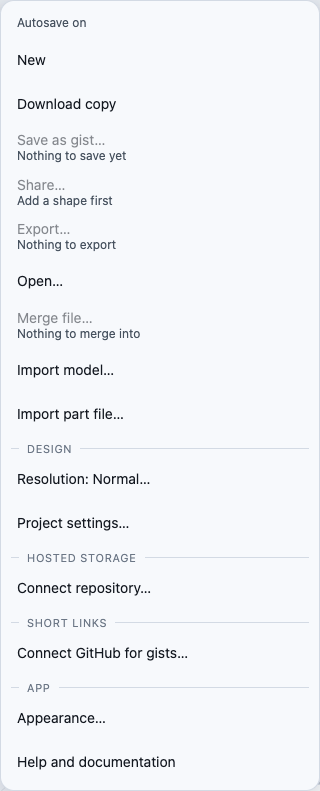 Autosave on
New
Download copy
Save as gist...
Nothing to save yet
Share...
Add a shape first
Export...
Nothing to export
Open...
Merge file...
Nothing to merge into
Import model...
Import part file...
DESIGN
Resolution: Normal...
Project settings...
HOSTED STORAGE
Connect repository...
SHORT LINKS
Connect GitHub for gists...
APP
Appearance...
Help and documentation